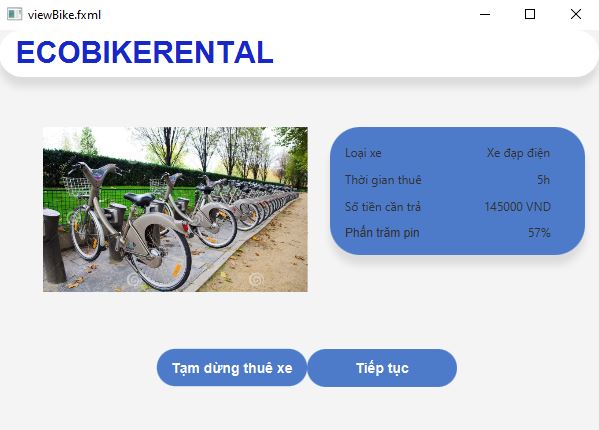 viewBike.fxml
ECOBIKERENTAL
Loại xe Xe đạp điện
Thời gian thuê 5h
Số tiền cần trả 145000 VND
Phần trăm pin 57%
Tạm dừng thuê xe Tiếp tục